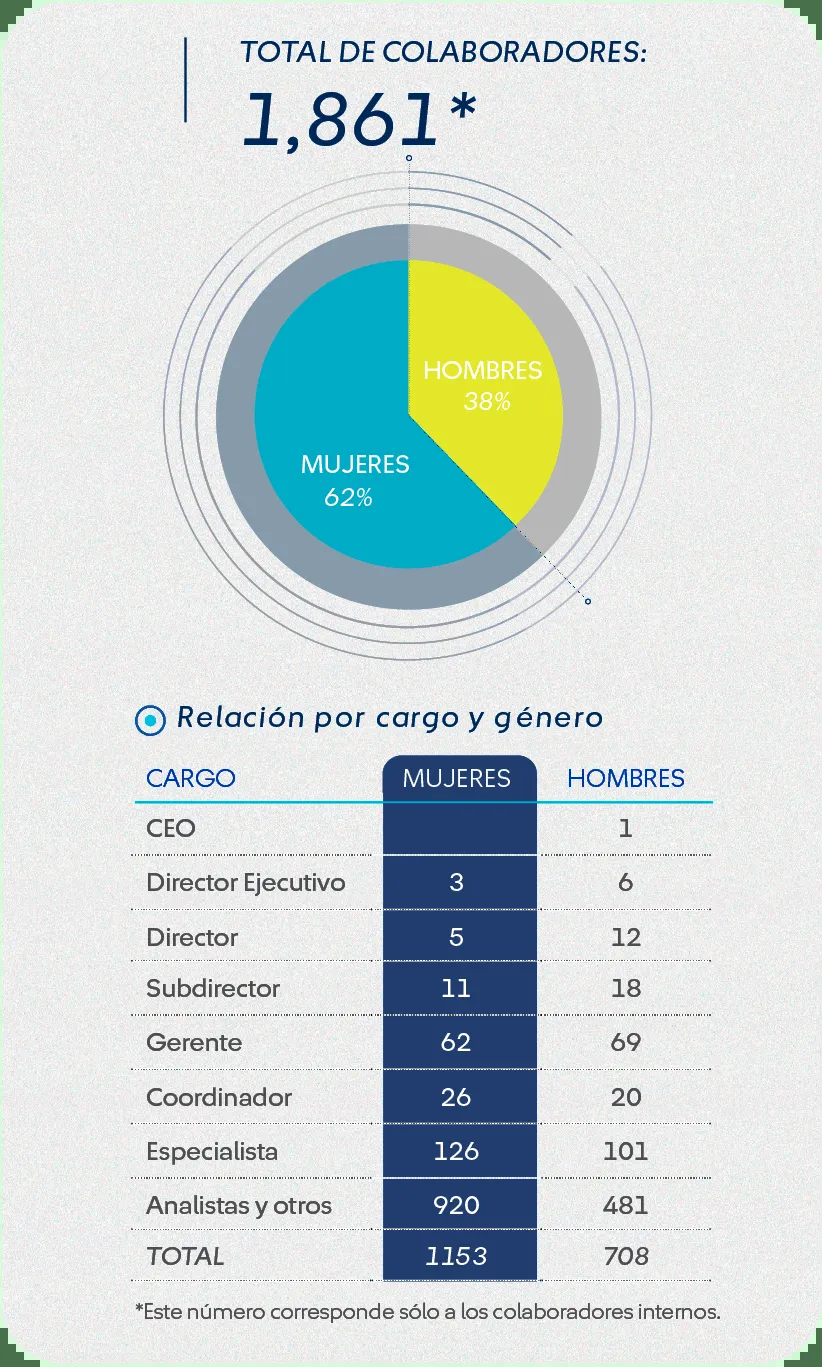 TOTAL DE COLABORADORES:
1,861*
HOMBRES
38%
MUJERES
62%
Relación por cargo y género
CARGO MUJERES HOMBRES
CEO 1
Director Ejecutivo 3 6
Director 5 12
Subdirector 11 18
Gerente 62 69
Coordinador 26 20
Especialista 126 101
Analistas y otros 920 481
TOTAL 1153 708
*Este número corresponde sólo a los colaboradores internos.